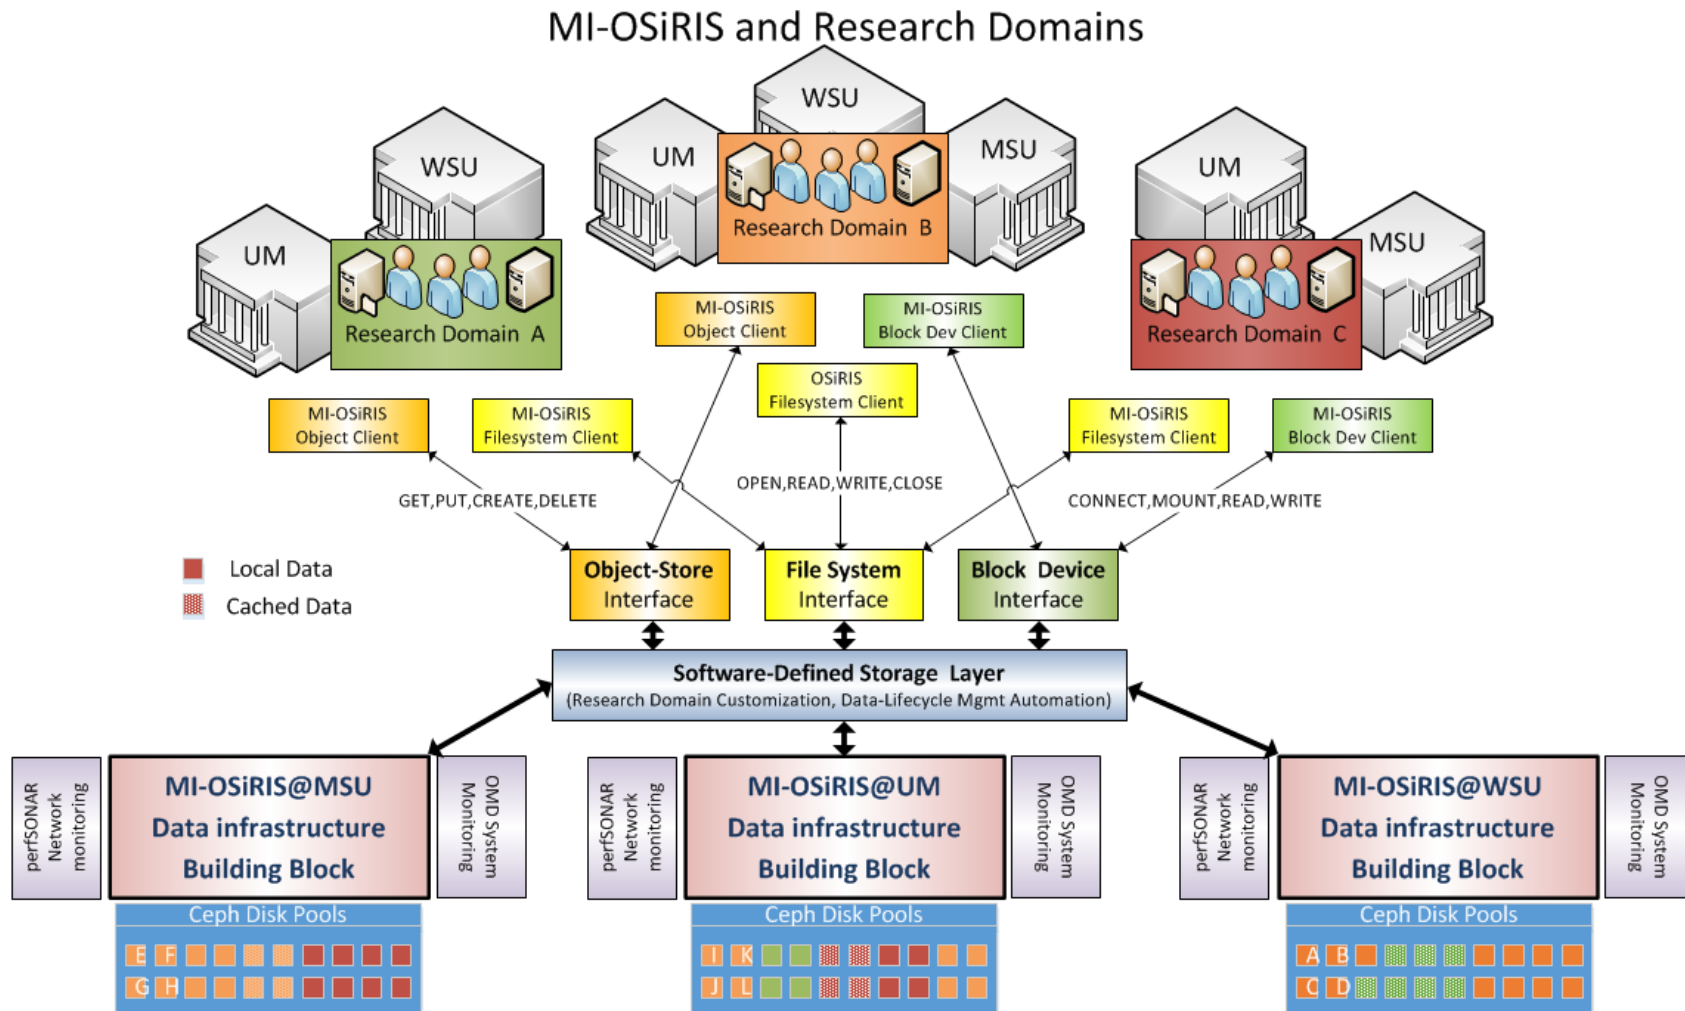 MI-OSiRIS and Research Domains
WSU
UM
MSU
Research Domain B
WSU
UM
Research Domain A
UM
MSU
Research Domain C
MI-OSiRIS
Object Client
MI-OSiRIS
Block Dev Client
OSiRIS
Filesystem Client
MI-OSiRIS
Object Client
MI-OSiRIS
Filesystem Client
MI-OSiRIS
Filesystem Client
MI-OSiRIS
Block Dev Client
GET,PUT,CREATE,DELETE
OPEN,READ,WRITE,CLOSE
CONNECT,MOUNT,READ,WRITE
Local Data
Cached Data
Object-Store
Interface
File System
Interface
Block Device
Interface
Software-Defined Storage Layer
(Research Domain Customization, Data-Lifecycle Mgmt Automation)
perfSONAR
Network
monitoring
MI-OSiRIS@MSU
Data infrastructure
Building Block
OMD System
Monitoring
perfSONAR
Network
monitoring
MI-OSiRIS@UM
Data infrastructure
Building Block
OMD System
Monitoring
perfSONAR
Network
monitoring
MI-OSiRIS@WSU
Data infrastructure
Building Block
OMD System
Monitoring
Ceph Disk Pools
E F
G H
Ceph Disk Pools
I K
J L
Ceph Disk Pools
A B
C D